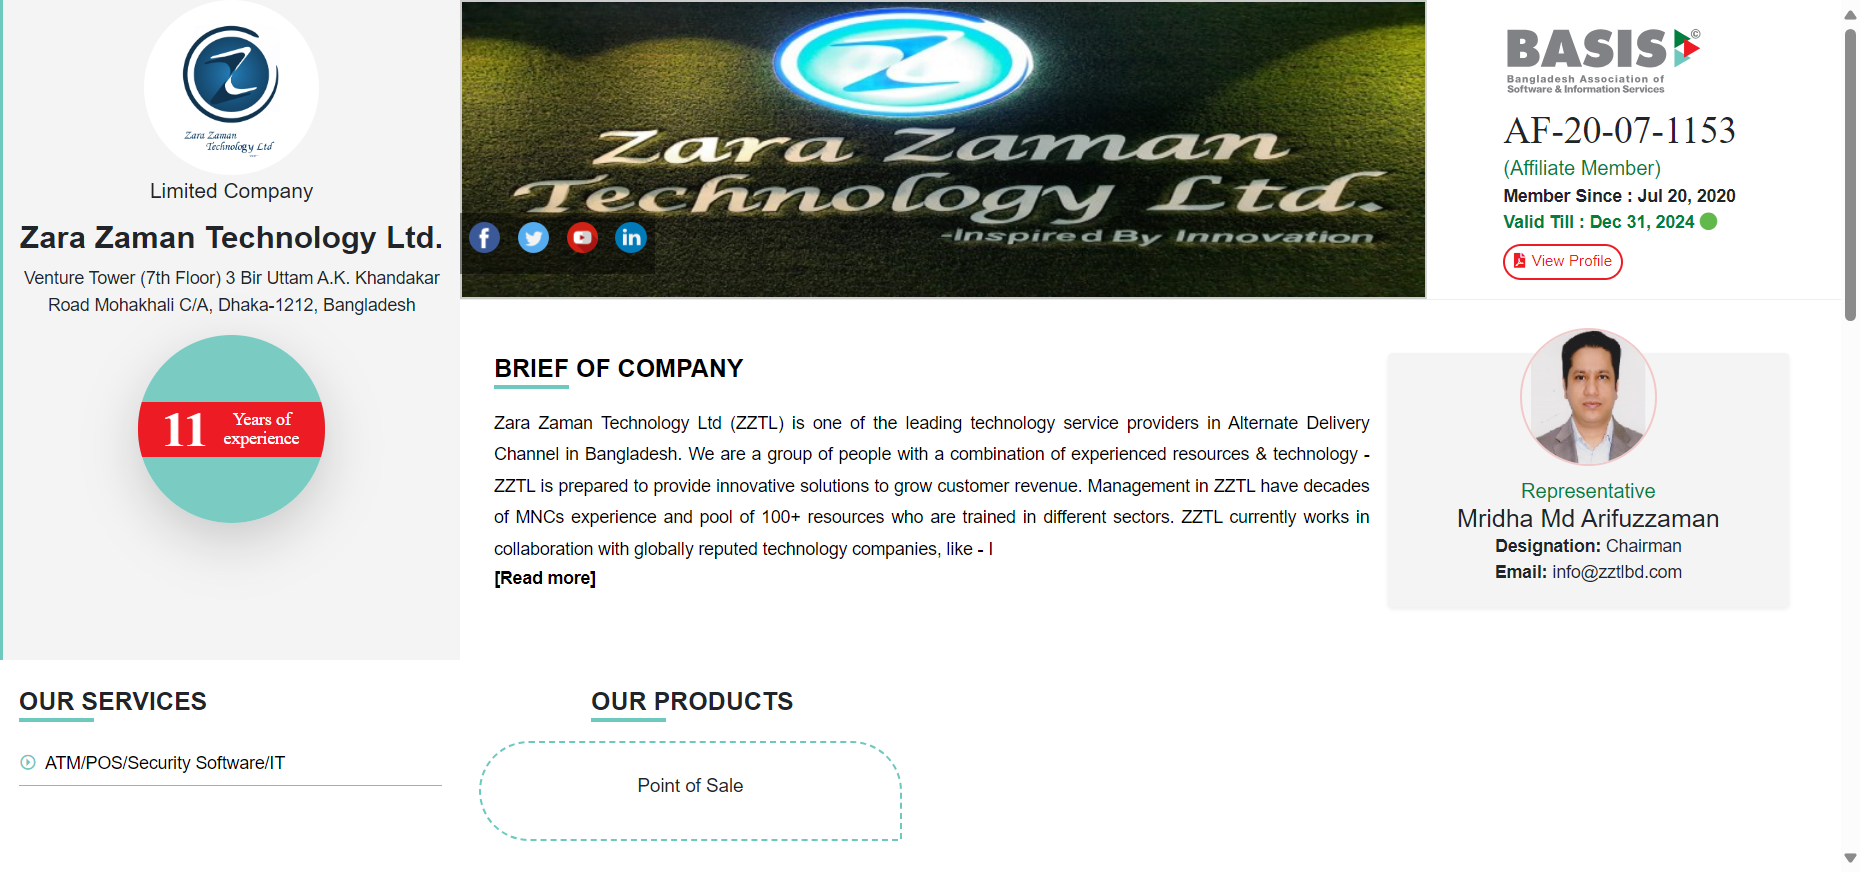 Zara Zaman
Technology Ltd
Limited Company
Zara Zaman Technology Ltd.
Venture Tower (7th Floor) 3 Bir Uttam A.K. Khandakar
Road Mohakhali C/A, Dhaka-1212, Bangladesh
11 Years of
experience
Zara Zaman
Technology Ltd.
-Inspired By Innovation
BASIS
Bangladesh Association of
Software & Information Services
AF-20-07-1153
(Affiliate Member)
Member Since : Jul 20, 2020
Valid Till : Dec 31, 2024
View Profile
BRIEF OF COMPANY
Zara Zaman Technology Ltd (ZZTL) is one of the leading technology service providers in Alternate Delivery
Channel in Bangladesh. We are a group of people with a combination of experienced resources & technology -
ZZTL is prepared to provide innovative solutions to grow customer revenue. Management in ZZTL have decades
of MNCs experience and pool of 100+ resources who are trained in different sectors. ZZTL currently works in
collaboration with globally reputed technology companies, like - I
[Read more]
Representative
Mridha Md Arifuzzaman
Designation: Chairman
Email: info@zztlbd.com
OUR SERVICES
ATM/POS/Security Software/IT
OUR PRODUCTS
Point of Sale